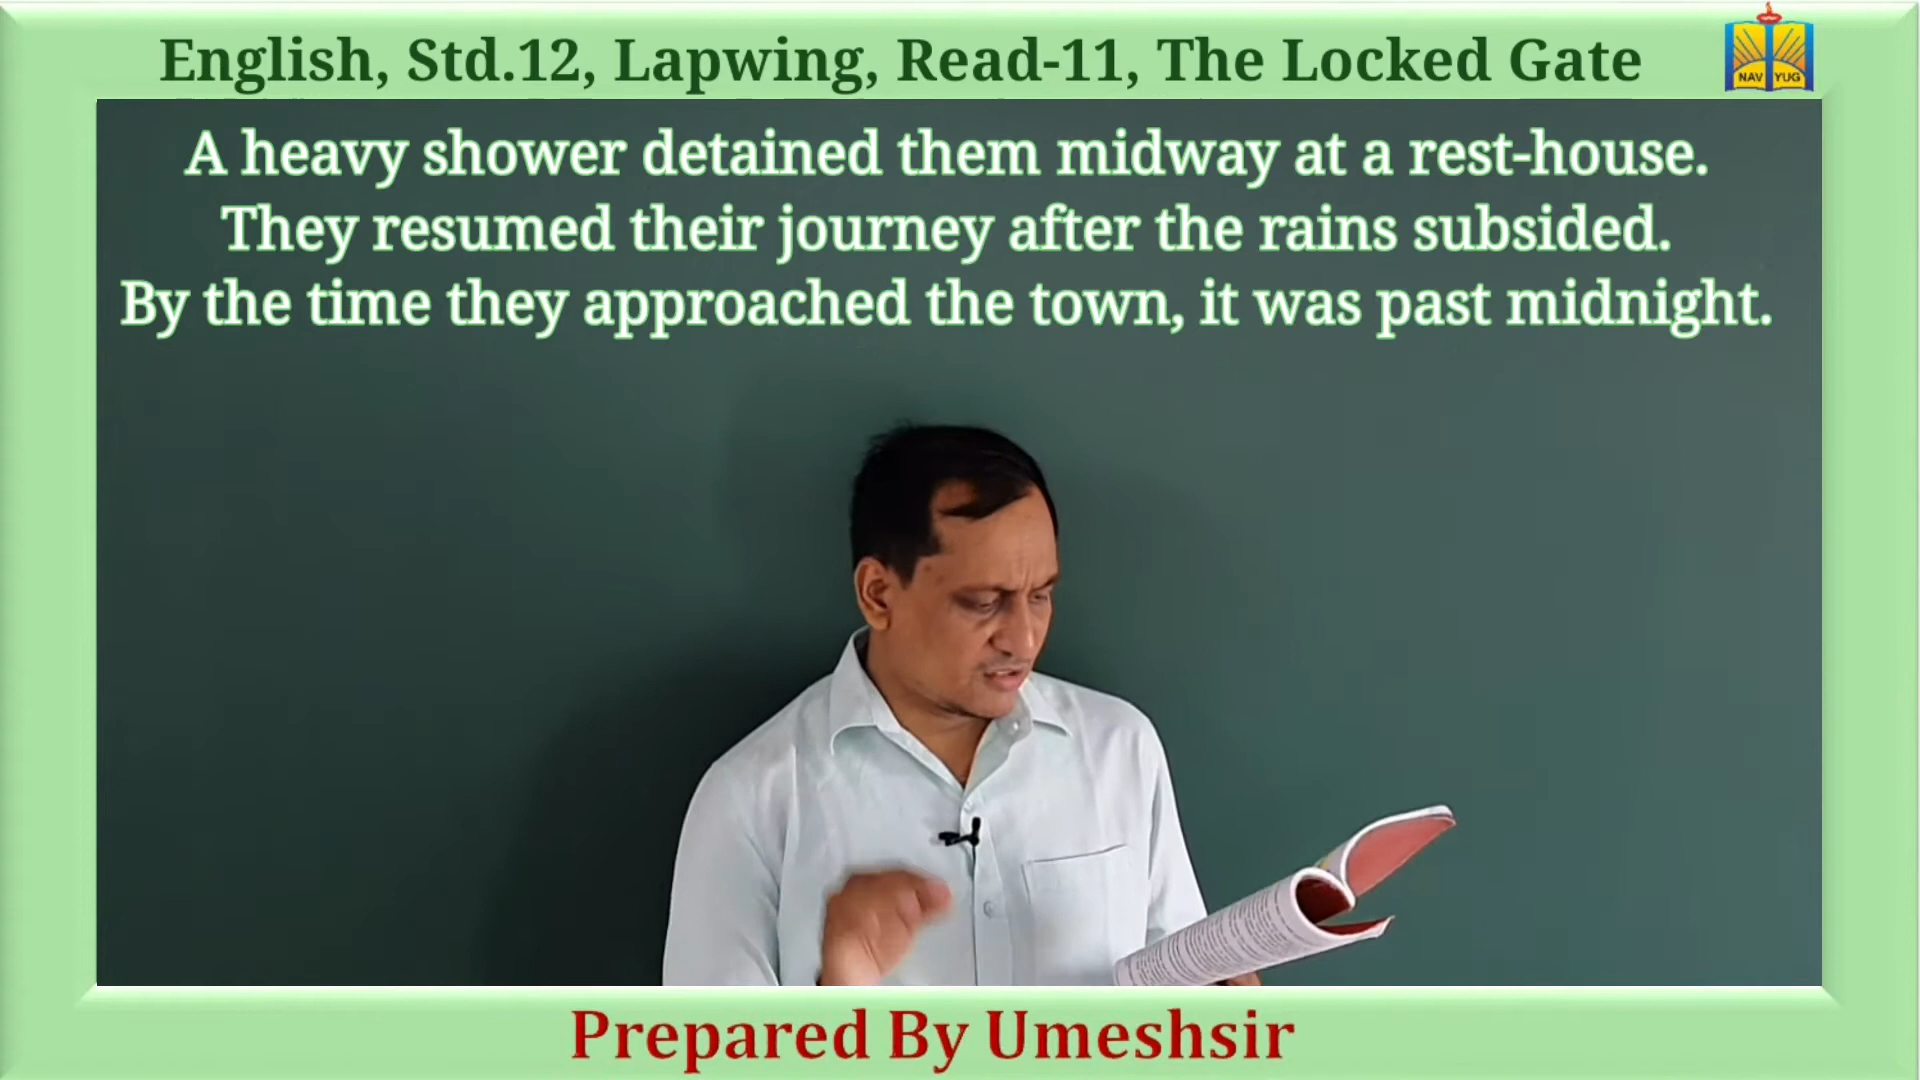 English, Std.12, Lapwing, Read-11, The Locked Gate
NAV YUG
A heavy shower detained them midway at a rest-house.
They resumed their journey after the rains subsided.
By the time they approached the town, it was past midnight.
Prepared By Umeshsir